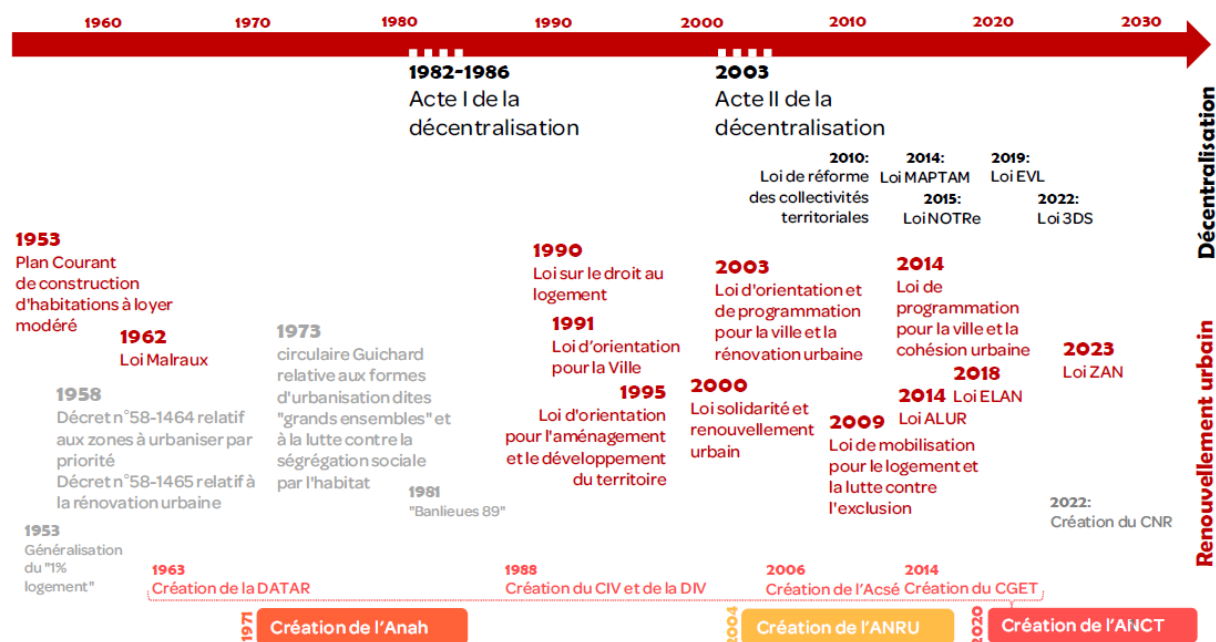 1960 1970 1980 1990 2000 2010 2020 2030
1982-1986
Acte I de la
décentralisation
2003
Acte II de la
décentralisation
2010:
Loi de réforme
des collectivités
territoriales
2014:
Loi MAPTAM
2015:
Loi NOTRe
2019:
Loi EVL
2022:
Loi 3DS
Décentralisation
1953
Plan Courant
de construction
d'habitations à loyer
modéré
1962
Loi Malraux
1958
Décret n°58-1464 relatif
aux zones à urbaniser par
priorité
Décret n°58-1465 relatif à
la rénovation urbaine
1953
Généralisation
du "1%
logement"
1973
circulaire Guichard
relative aux formes
d'urbanisation dites
"grands ensembles" et
à la lutte contre la
ségrégation sociale
par l'habitat
1981
"Banlieues 89"
1990
Loi sur le droit au
logement
1991
Loi d'orientation
pour la Ville
1995
Loi d'orientation
pour l'aménagement
et le développement
du territoire
2003
Loi d'orientation et
de programmation
pour la ville et la
rénovation urbaine
2000
Loi solidarité et
renouvellement
urbain
2014
Loi de
programmation
pour la ville et la
cohésion urbaine
2018
Loi ELAN
2014
Loi ALUR
2009
Loi de mobilisation
pour le logement et
la lutte contre
l'exclusion
2023
Loi ZAN
2022:
Création du CNR
Renouvellement urbain
1963
Création de la DATAR
1988
Création du CIV et de la DIV
2006
Création de l'Acsé
2014
Création du CGET
1971
Création de l'Anah
2004
Création de l'ANRU
2020
Création de l'ANCT